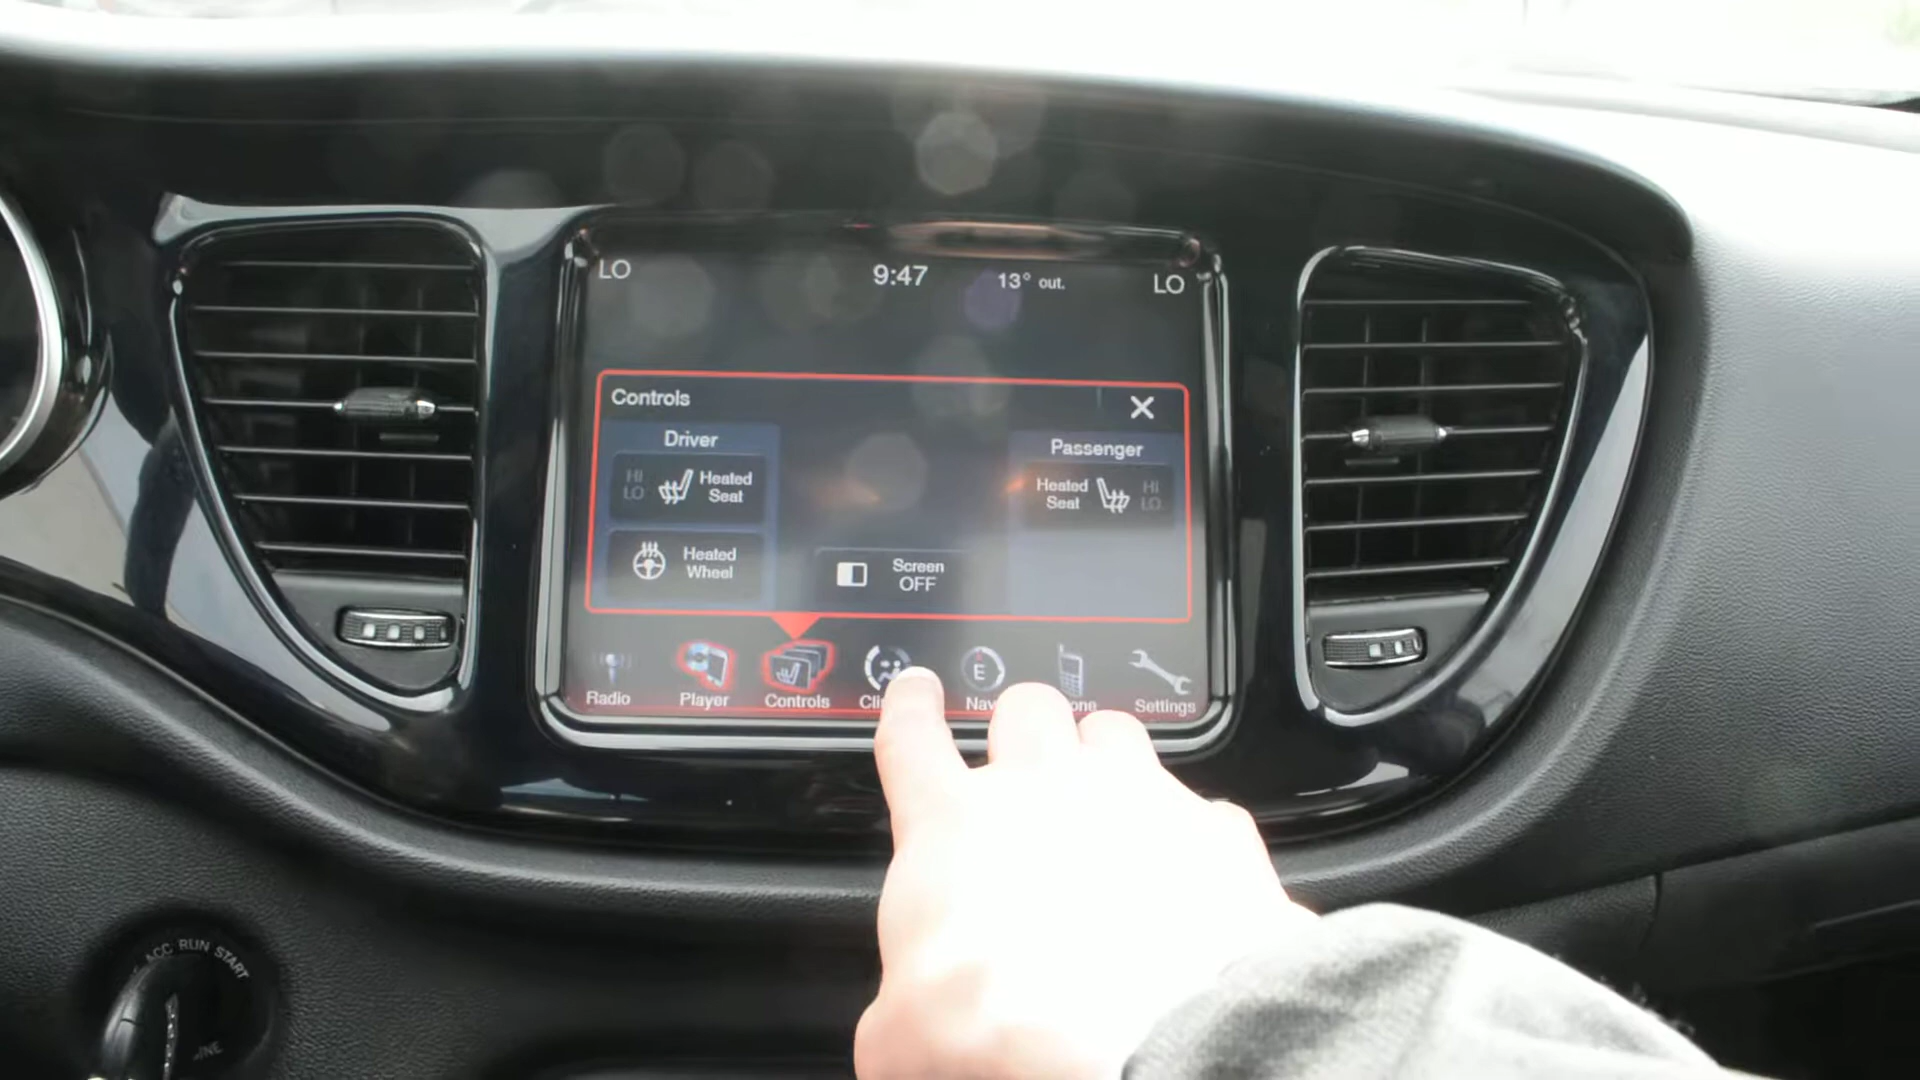 LO 9:47 13° out. LO
Controls
Driver
Passenger
HI
LO
Heated
Seat
Heated
Seat
HI
LO
Heated
Wheel
Screen
OFF
E
Radio Player Controls Settings
ACC RUN START